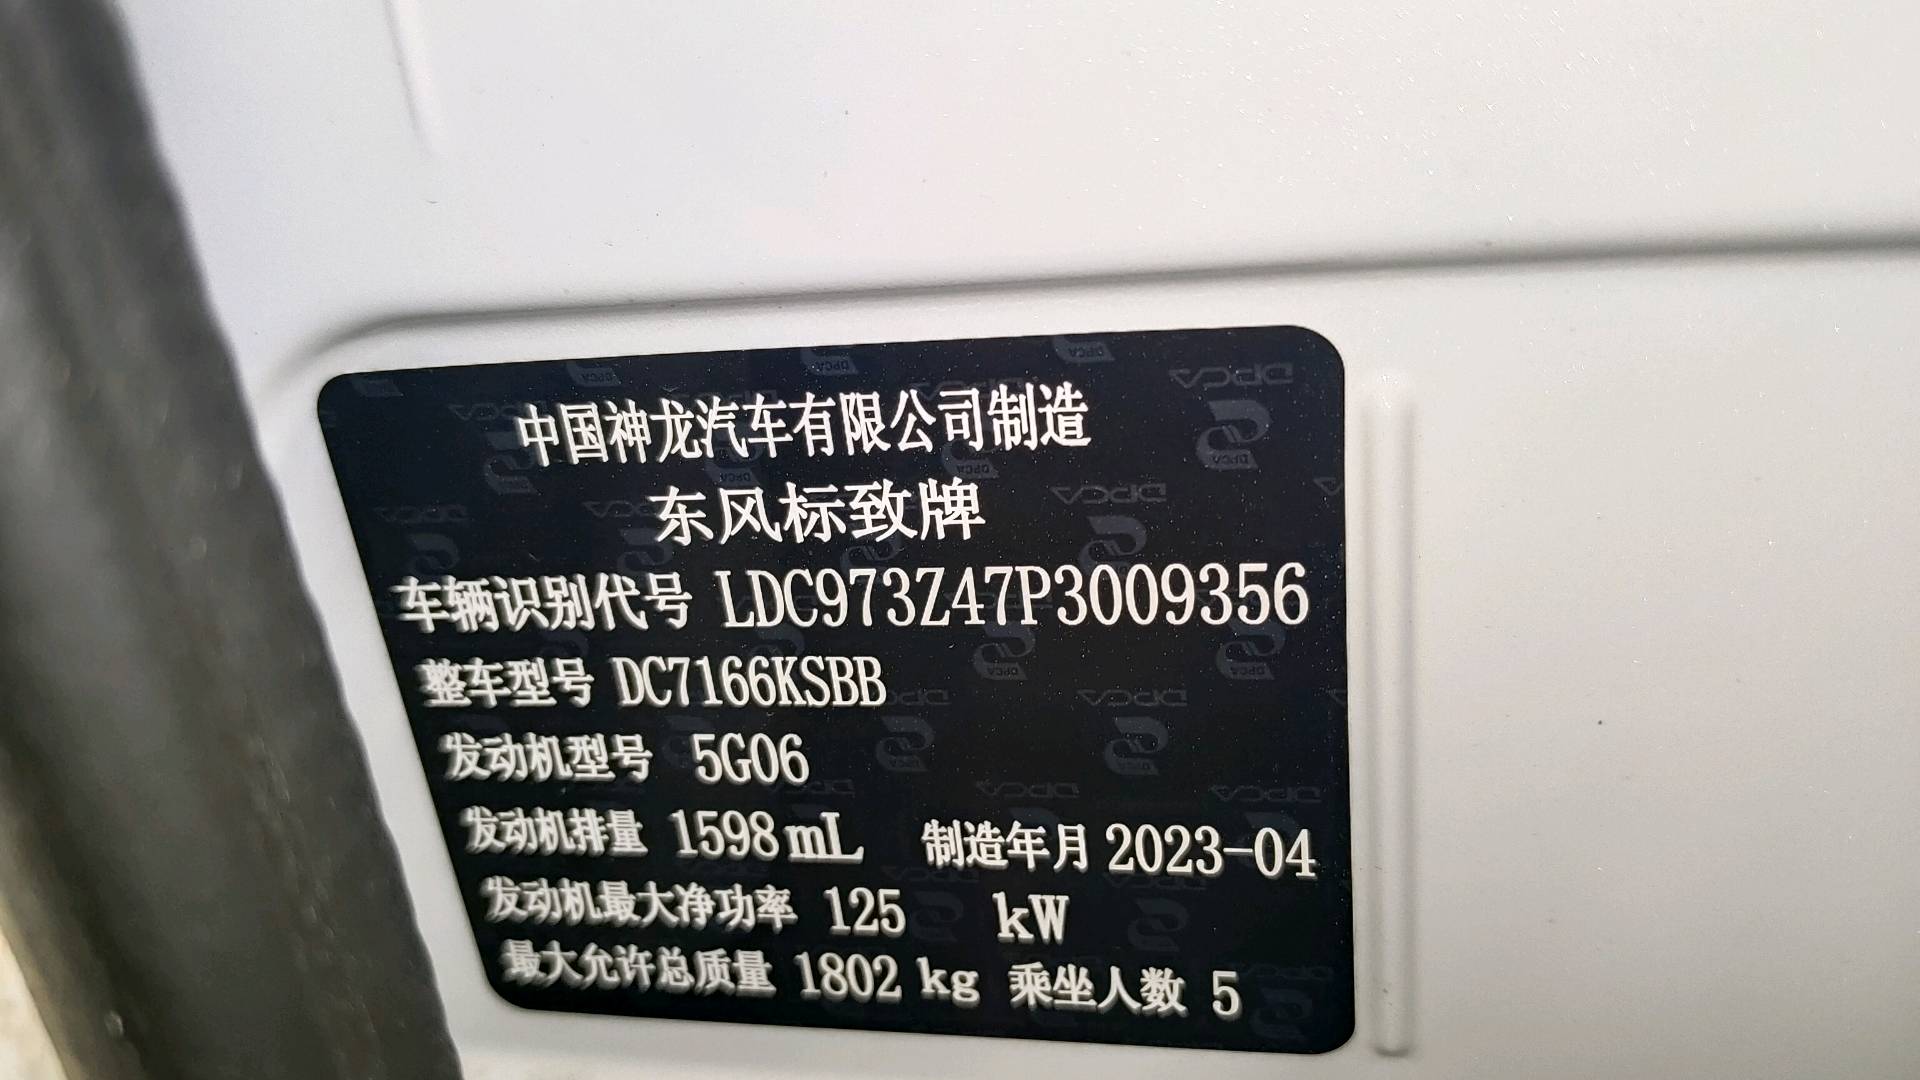 中国神龙汽车有限公司制造
东风标致牌
车辆识别代号 LDC973Z47P3009356
整车型号 DC7166KSBB
发动机型号 5G06
发动机排量 1598 mL 制造年月 2023-04
发动机最大净功率 125 kW
最大允许总质量 1802 kg 乘坐人数 5